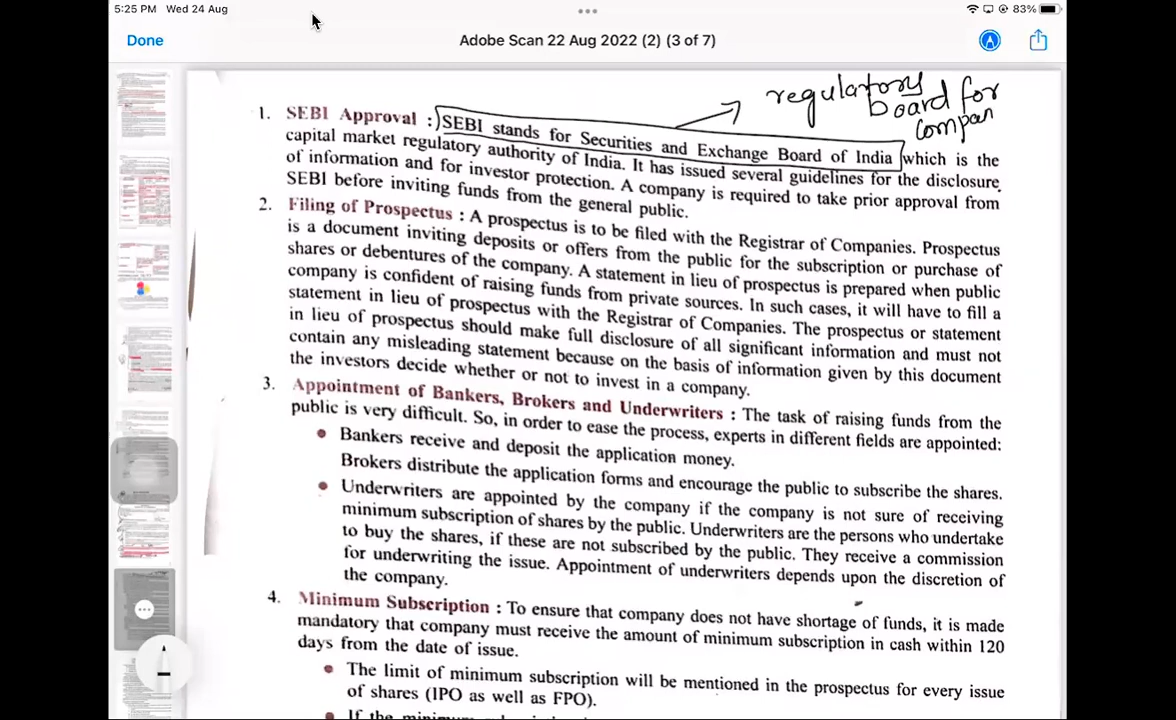 5:25 PM Wed 24 Aug
83%
Done
Adobe Scan 22 Aug 2022 (2) (3 of 7)
regulatory
board for
compan
1. SEBI Approval : SEBI stands for Securities and Exchange Board of India which is the
capital market regulatory authority of India. It has issued several guidelines for the disclosure
of information and for investor protection. A company is required to take prior approval from
SEBI before inviting funds from the general public.
2. Filing of Prospectus : A prospectus is to be filed with the Registrar of Companies. Prospectus
is a document inviting deposits or offers from the public for the subscription or purchase of
shares or debentures of the company. A statement in lieu of prospectus is prepared when public
company is confident of raising funds from private sources. In such cases, it will have to fill a
statement in lieu of prospectus with the Registrar of Companies. The prospectus or statement
in lieu of prospectus should make full disclosure of all significant information and must not
contain any misleading statement because on the basis of information given by this document
the investors decide whether or not to invest in a company.
3. Appointment of Bankers, Brokers and Underwriters : The task of raising funds from the
public is very difficult. So, in order to ease the process, experts in different fields are appointed:
• Bankers receive and deposit the application money.
Brokers distribute the application forms and encourage the public to subscribe the shares.
• Underwriters are appointed by the company if the company is not sure of receiving
minimum subscription of shares by the public. Underwriters are the persons who undertake
to buy the shares, if these are not subscribed by the public. They receive a commission
for underwriting the issue. Appointment of underwriters depends upon the discretion of
the company.
4. Minimum Subscription : To ensure that company does not have shortage of funds, it is made
mandatory that company must receive the amount of minimum subscription in cash within 120
days from the date of issue.
• The limit of minimum subscription will be mentioned in the prospectus for every issue
of shares (IPO as well as FPO).
• If the